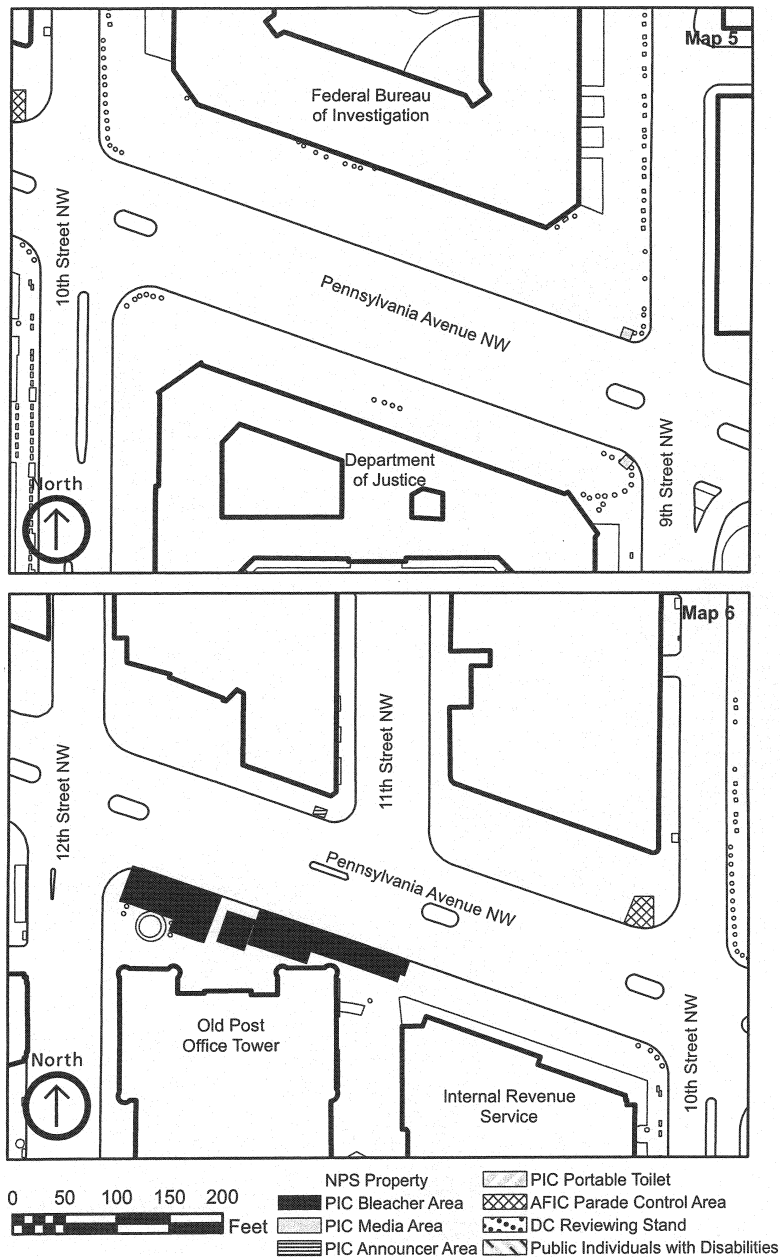 Map 5
Federal Bureau
of Investigation
10th Street NW
Pennsylvania Avenue NW
9th Street NW
Department
of Justice
North
Map 6
11th Street NW
12th Street NW
Pennsylvania Avenue NW
Old Post
Office Tower
10th Street NW
North
Internal Revenue
Service
0 50 100 150 200
Feet
NPS Property
PIC Bleacher Area
PIC Media Area
PIC Announcer Area
PIC Portable Toilet
AFIC Parade Control Area
DC Reviewing Stand
Public Individuals with Disabilities